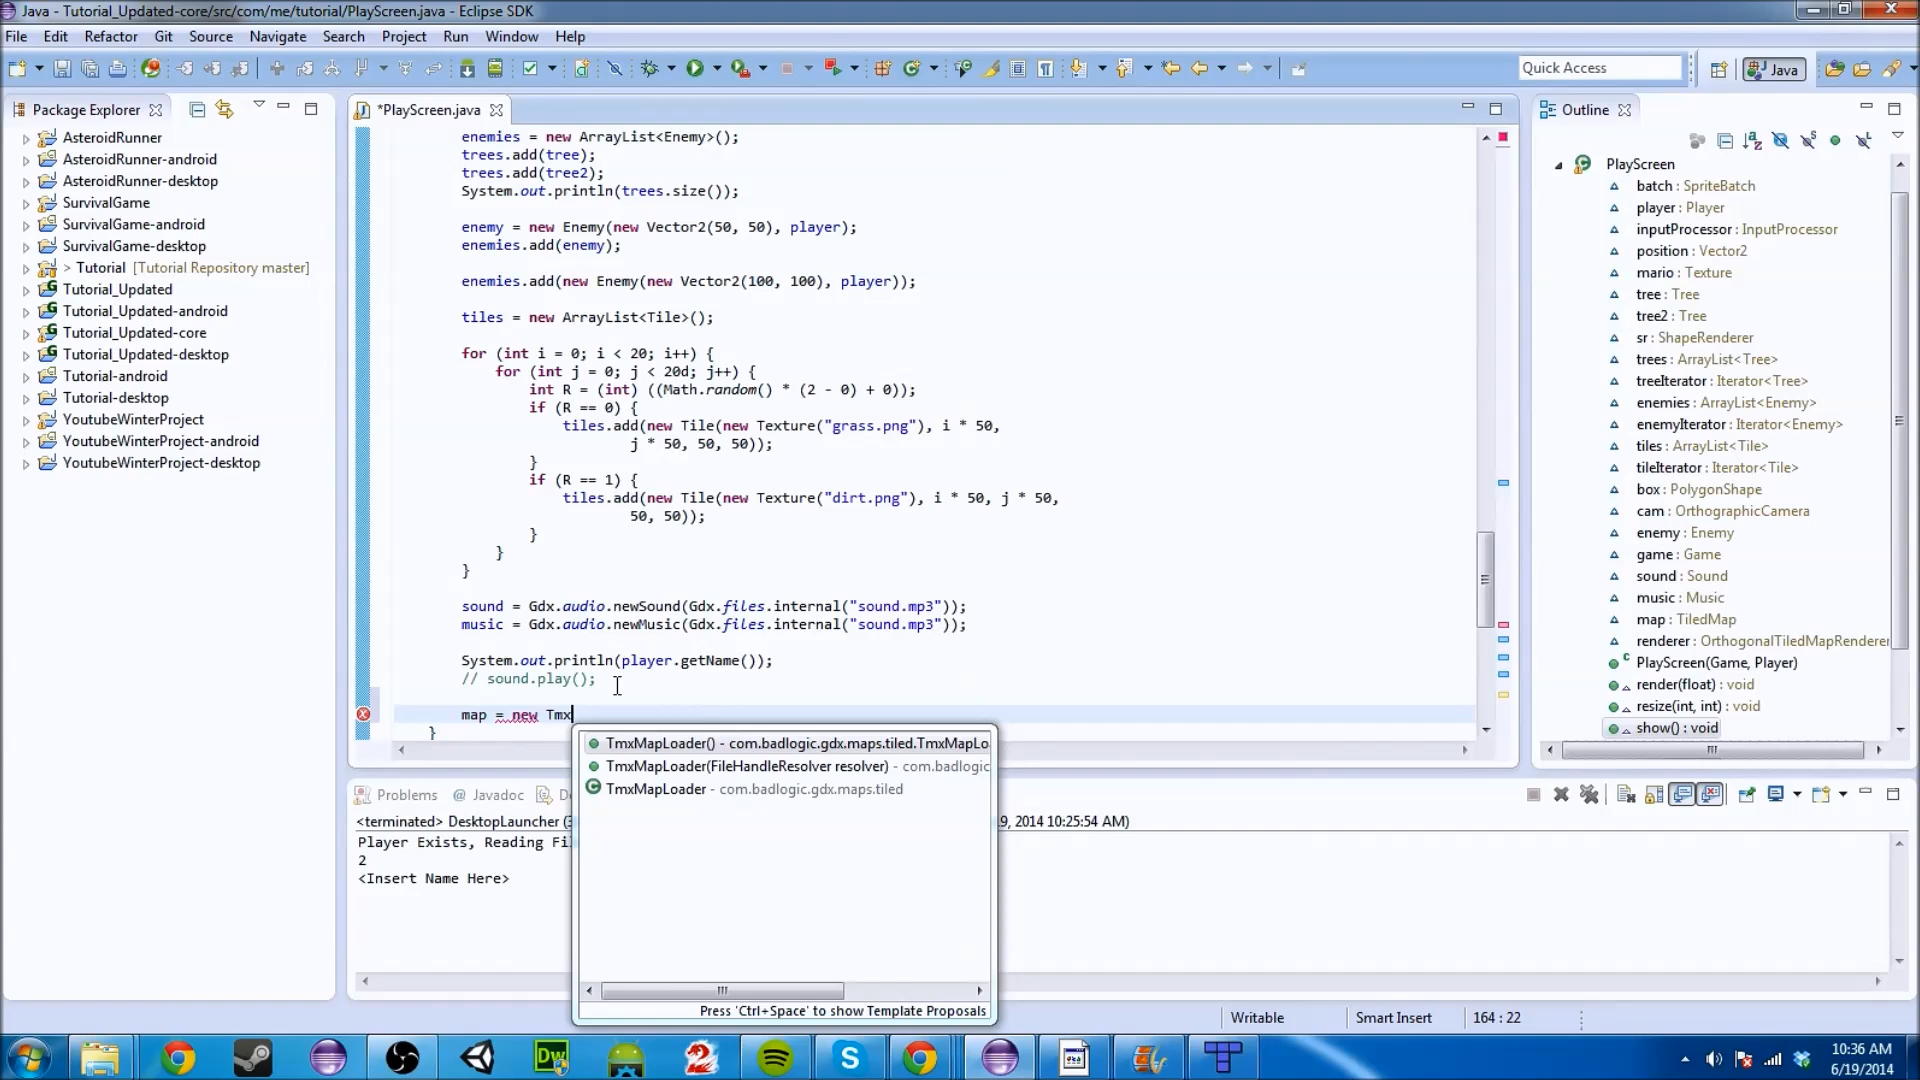 Java - Tutorial_Updated-core/src/com/me/tutorial/PlayScreen.java - Eclipse SDK
File Edit Refactor Git Source Navigate Search Project Run Window Help
Quick Access
Java
Package Explorer
AsteroidRunner
AsteroidRunner-android
AsteroidRunner-desktop
SurvivalGame
SurvivalGame-android
SurvivalGame-desktop
> Tutorial [Tutorial Repository master]
Tutorial_Updated
Tutorial_Updated-android
Tutorial_Updated-core
Tutorial_Updated-desktop
Tutorial-android
Tutorial-desktop
YoutubeWinterProject
YoutubeWinterProject-android
YoutubeWinterProject-desktop
*PlayScreen.java
enemies = new ArrayList<Enemy>();
trees.add(tree);
trees.add(tree2);
System.out.println(trees.size());
enemy = new Enemy(new Vector2(50, 50), player);
enemies.add(enemy);
enemies.add(new Enemy(new Vector2(100, 100), player));
tiles = new ArrayList<Tile>();
for (int i = 0; i < 20; i++) {
for (int j = 0; j < 20d; j++) {
int R = (int) ((Math.random() * (2 - 0) + 0));
if (R == 0) {
tiles.add(new Tile(new Texture("grass.png"), i * 50,
j * 50, 50, 50));
}
if (R == 1) {
tiles.add(new Tile(new Texture("dirt.png"), i * 50, j * 50,
50, 50));
}
}
}
sound = Gdx.audio.newSound(Gdx.files.internal("sound.mp3"));
music = Gdx.audio.newMusic(Gdx.files.internal("sound.mp3"));
System.out.println(player.getName());
// sound.play();
map = new Tmx
}
TmxMapLoader() - com.badlogic.gdx.maps.tiled.TmxMapLo
TmxMapLoader(FileHandleResolver resolver) - com.badlogic
TmxMapLoader - com.badlogic.gdx.maps.tiled
Press 'Ctrl+Space' to show Template Proposals
Outline
PlayScreen
batch : SpriteBatch
player : Player
inputProcessor : InputProcessor
position : Vector2
mario : Texture
tree : Tree
tree2 : Tree
sr : ShapeRenderer
trees : ArrayList<Tree>
treeIterator : Iterator<Tree>
enemies : ArrayList<Enemy>
enemyIterator : Iterator<Enemy>
tiles : ArrayList<Tile>
tileIterator : Iterator<Tile>
box : PolygonShape
cam : OrthographicCamera
enemy : Enemy
game : Game
sound : Sound
music : Music
map : TiledMap
renderer : OrthogonalTiledMapRenderer
PlayScreen(Game, Player)
render(float) : void
resize(int, int) : void
show() : void
Problems @ Javadoc
<terminated> DesktopLauncher (3 9, 2014 10:25:54 AM)
Player Exists, Reading Fi
2
<Insert Name Here>
Writable Smart Insert 164 : 22
10:36 AM
6/19/2014